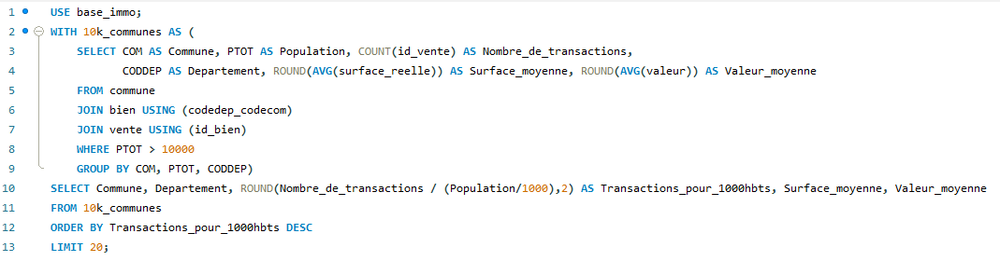 1 USE base_immo;
2 WITH 10k_communes AS (
3 SELECT COM AS Commune, PTOT AS Population, COUNT(id_vente) AS Nombre_de_transactions,
4 CODDEP AS Departement, ROUND(AVG(surface_reelle)) AS Surface_moyenne, ROUND(AVG(valeur)) AS Valeur_moyenne
5 FROM commune
6 JOIN bien USING (codedep_codecom)
7 JOIN vente USING (id_bien)
8 WHERE PTOT > 10000
9 GROUP BY COM, PTOT, CODDEP)
10 SELECT Commune, Departement, ROUND(Nombre_de_transactions / (Population/1000),2) AS Transactions_pour_1000hbts, Surface_moyenne, Valeur_moyenne
11 FROM 10k_communes
12 ORDER BY Transactions_pour_1000hbts DESC
13 LIMIT 20;